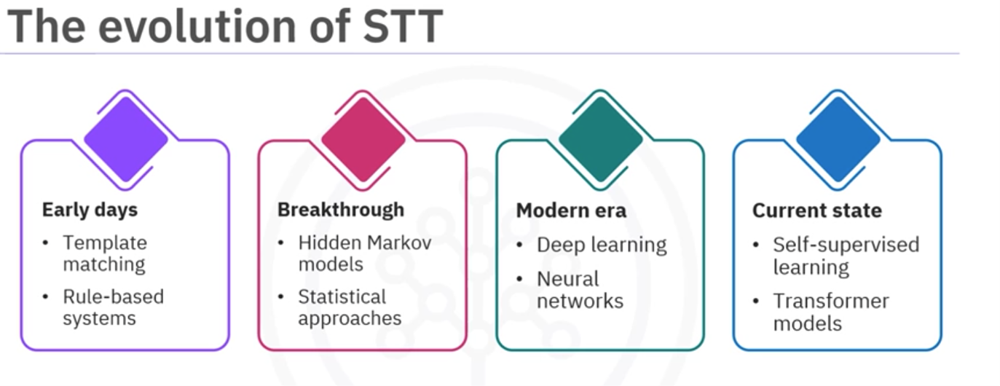 The evolution of STT
Early days
• Template
matching
• Rule-based
systems
Breakthrough
• Hidden Markov
models
• Statistical
approaches
Modern era
• Deep learning
• Neural
networks
Current state
• Self-supervised
learning
• Transformer
models